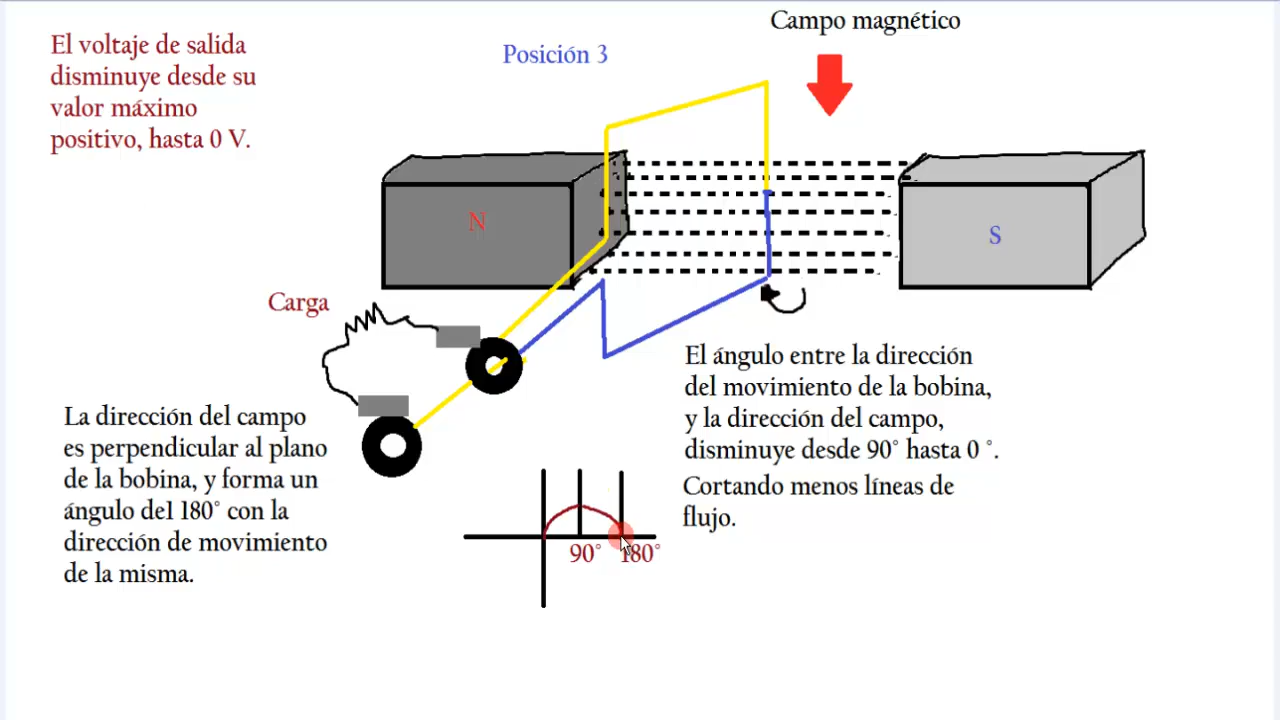 Campo magnético
El voltaje de salida
disminuye desde su
valor máximo
positivo, hasta 0 V.
Posición 3
N
S
Carga
El ángulo entre la dirección
del movimiento de la bobina,
y la dirección del campo,
disminuye desde 90° hasta 0 °.
Cortando menos líneas de
flujo.
La dirección del campo
es perpendicular al plano
de la bobina, y forma un
ángulo del 180° con la
dirección de movimiento
de la misma.
90° 180°